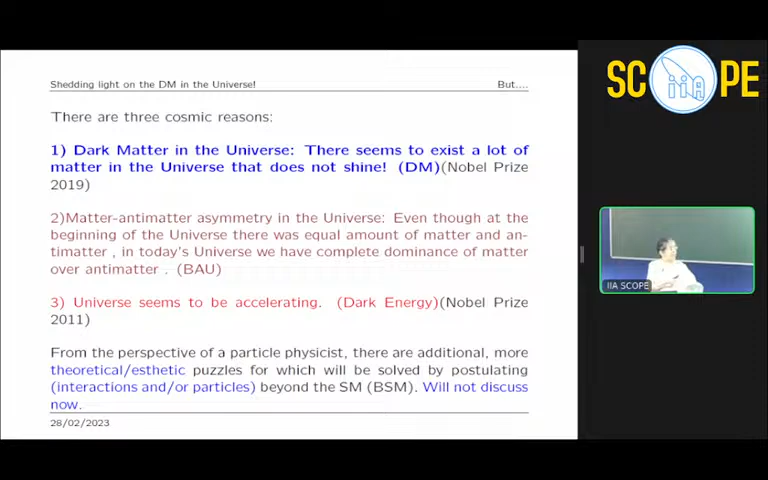 Shedding light on the DM in the Universe! But....
There are three cosmic reasons:
1) Dark Matter in the Universe: There seems to exist a lot of
matter in the Universe that does not shine! (DM)(Nobel Prize
2019)
2)Matter-antimatter asymmetry in the Universe: Even though at the
beginning of the Universe there was equal amount of matter and an-
timatter , in today's Universe we have complete dominance of matter
over antimatter . (BAU)
3) Universe seems to be accelerating. (Dark Energy)(Nobel Prize
2011)
From the perspective of a particle physicist, there are additional, more
theoretical/esthetic puzzles for which will be solved by postulating
(interactions and/or particles) beyond the SM (BSM). Will not discuss
now.
28/02/2023
SC iiA PE
IIA SCOPE